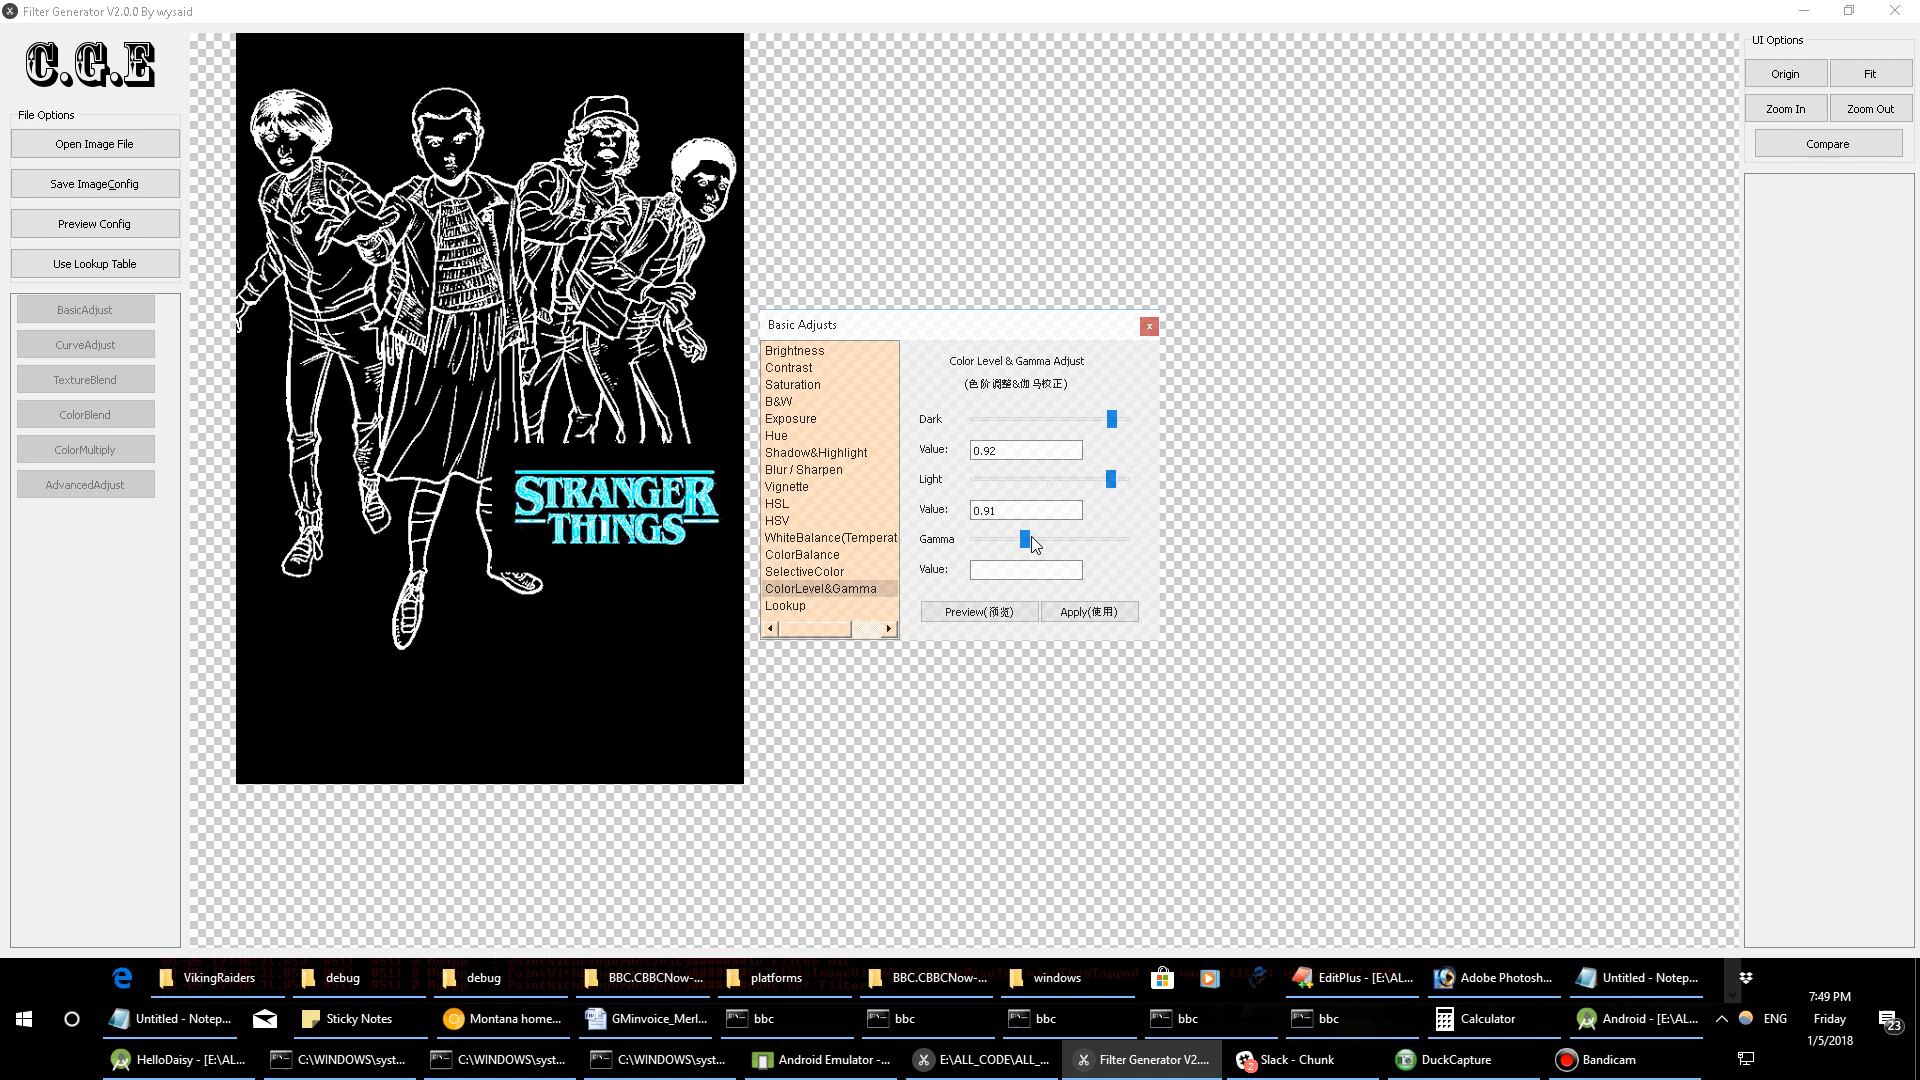 Filter Generator V2.0.0 By wysaid
C.G.E
File Options
Open Image File
Save ImageConfig
Preview Config
Use Lookup Table
BasicAdjust
CurveAdjust
TextureBlend
ColorBlend
ColorMultiply
AdvancedAdjust
STRANGER
THINGS
Basic Adjusts
x
Brightness
Contrast
Saturation
B&W
Exposure
Hue
Shadow&Highlight
Blur / Sharpen
Vignette
HSL
HSV
WhiteBalance(Temperat
ColorBalance
SelectiveColor
ColorLevel&Gamma
Lookup
Color Level & Gamma Adjust
(色阶调整&伽马校正)
Dark
Value: 0.92
Light
Value: 0.91
Gamma
Value:
Preview(预览) Apply(使用)
UI Options
Origin Fit
Zoom In Zoom Out
Compare
VikingRaiders debug debug BBC.CBBCNow-... platforms BBC.CBBCNow-... windows EditPlus - [E:\AL... Adobe Photosh... Untitled - Notep...
Untitled - Notep... Sticky Notes Montana home... GMinvoice_Merl... bbc bbc bbc bbc bbc Calculator Android - [E:\AL... ENG
HelloDaisy - [E:\AL... C:\WINDOWS\syst... C:\WINDOWS\syst... C:\WINDOWS\syst... Android Emulator -... E:\ALL_CODE\ALL_... Filter Generator V2.... 2 Slack - Chunk DuckCapture Bandicam
7:49 PM
Friday
1/5/2018
23